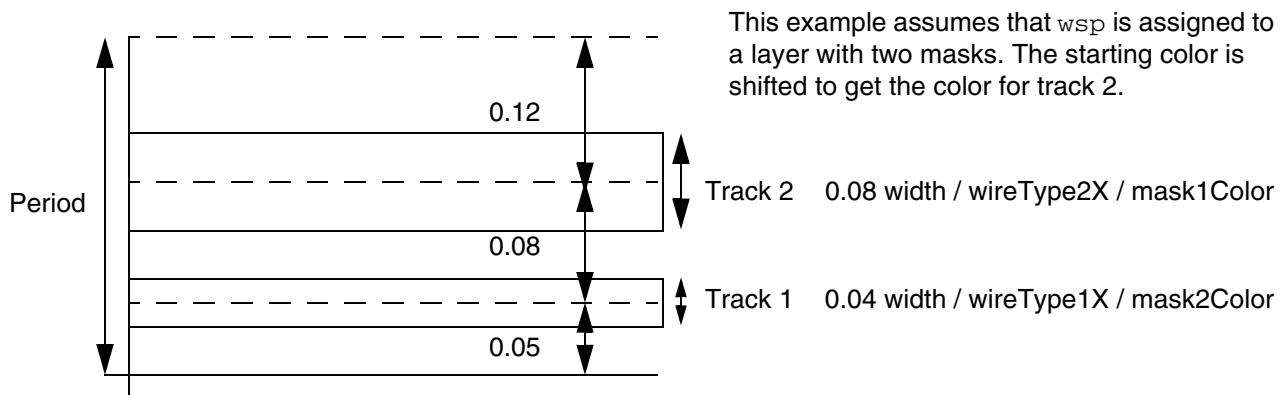 This example assumes that wsp is assigned to
a layer with two masks. The starting color is
shifted to get the color for track 2.
0.12
Period
Track 2 0.08 width / wireType2X / mask1Color
0.08
Track 1 0.04 width / wireType1X / mask2Color
0.05